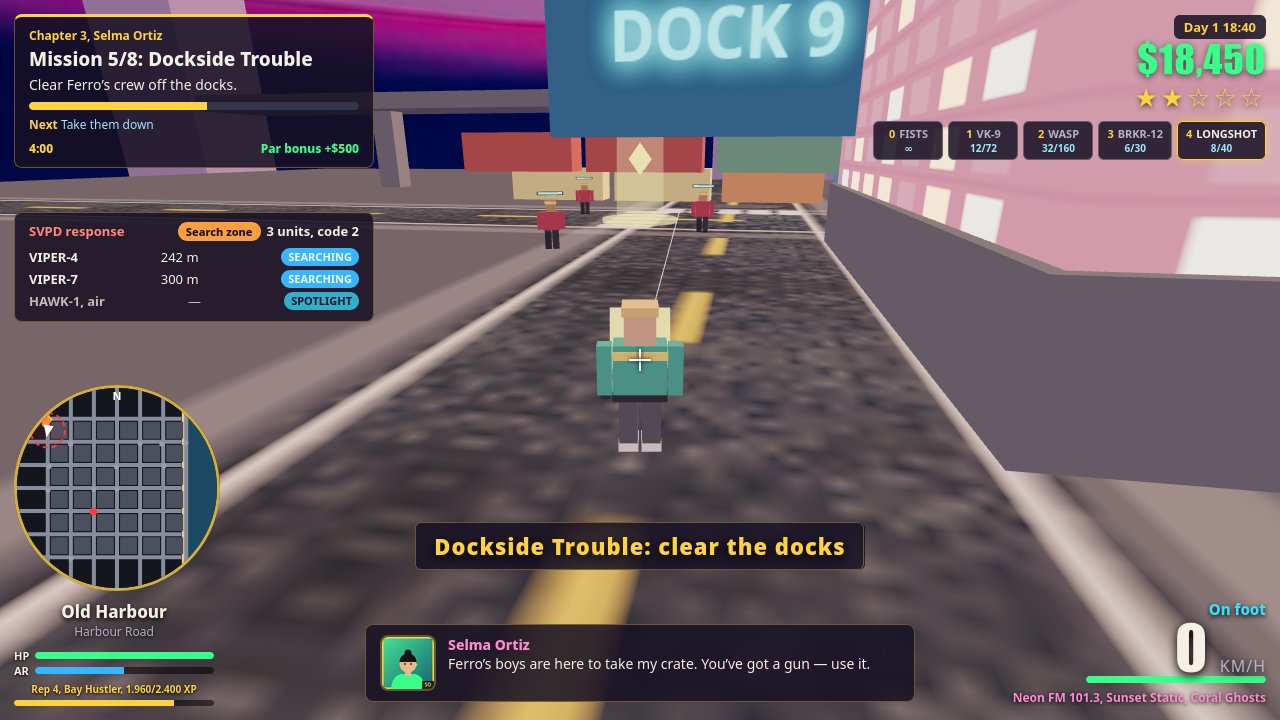 Chapter 3, Selma Ortiz
Mission 5/8: Dockside Trouble
Clear Ferro's crew off the docks.
Next Take them down
4:00 Par bonus +$500
SVPD response Search zone 3 units, code 2
VIPER-4 242 m SEARCHING
VIPER-7 300 m SEARCHING
HAWK-1, air — SPOTLIGHT
DOCK 9
Day 1 18:40
$18,450
0 FISTS
∞
1 VK-9
12/72
2 WASP
32/160
3 BRKR-12
6/30
4 LONGSHOT
8/40
N
Old Harbour
Harbour Road
HP
AR
Rep 4, Bay Hustler, 1.960/2.400 XP
Dockside Trouble: clear the docks
Selma Ortiz
Ferro's boys are here to take my crate. You've got a gun — use it.
SO
On foot
0 KM/H
Neon FM 101.3, Sunset Static, Coral Ghosts